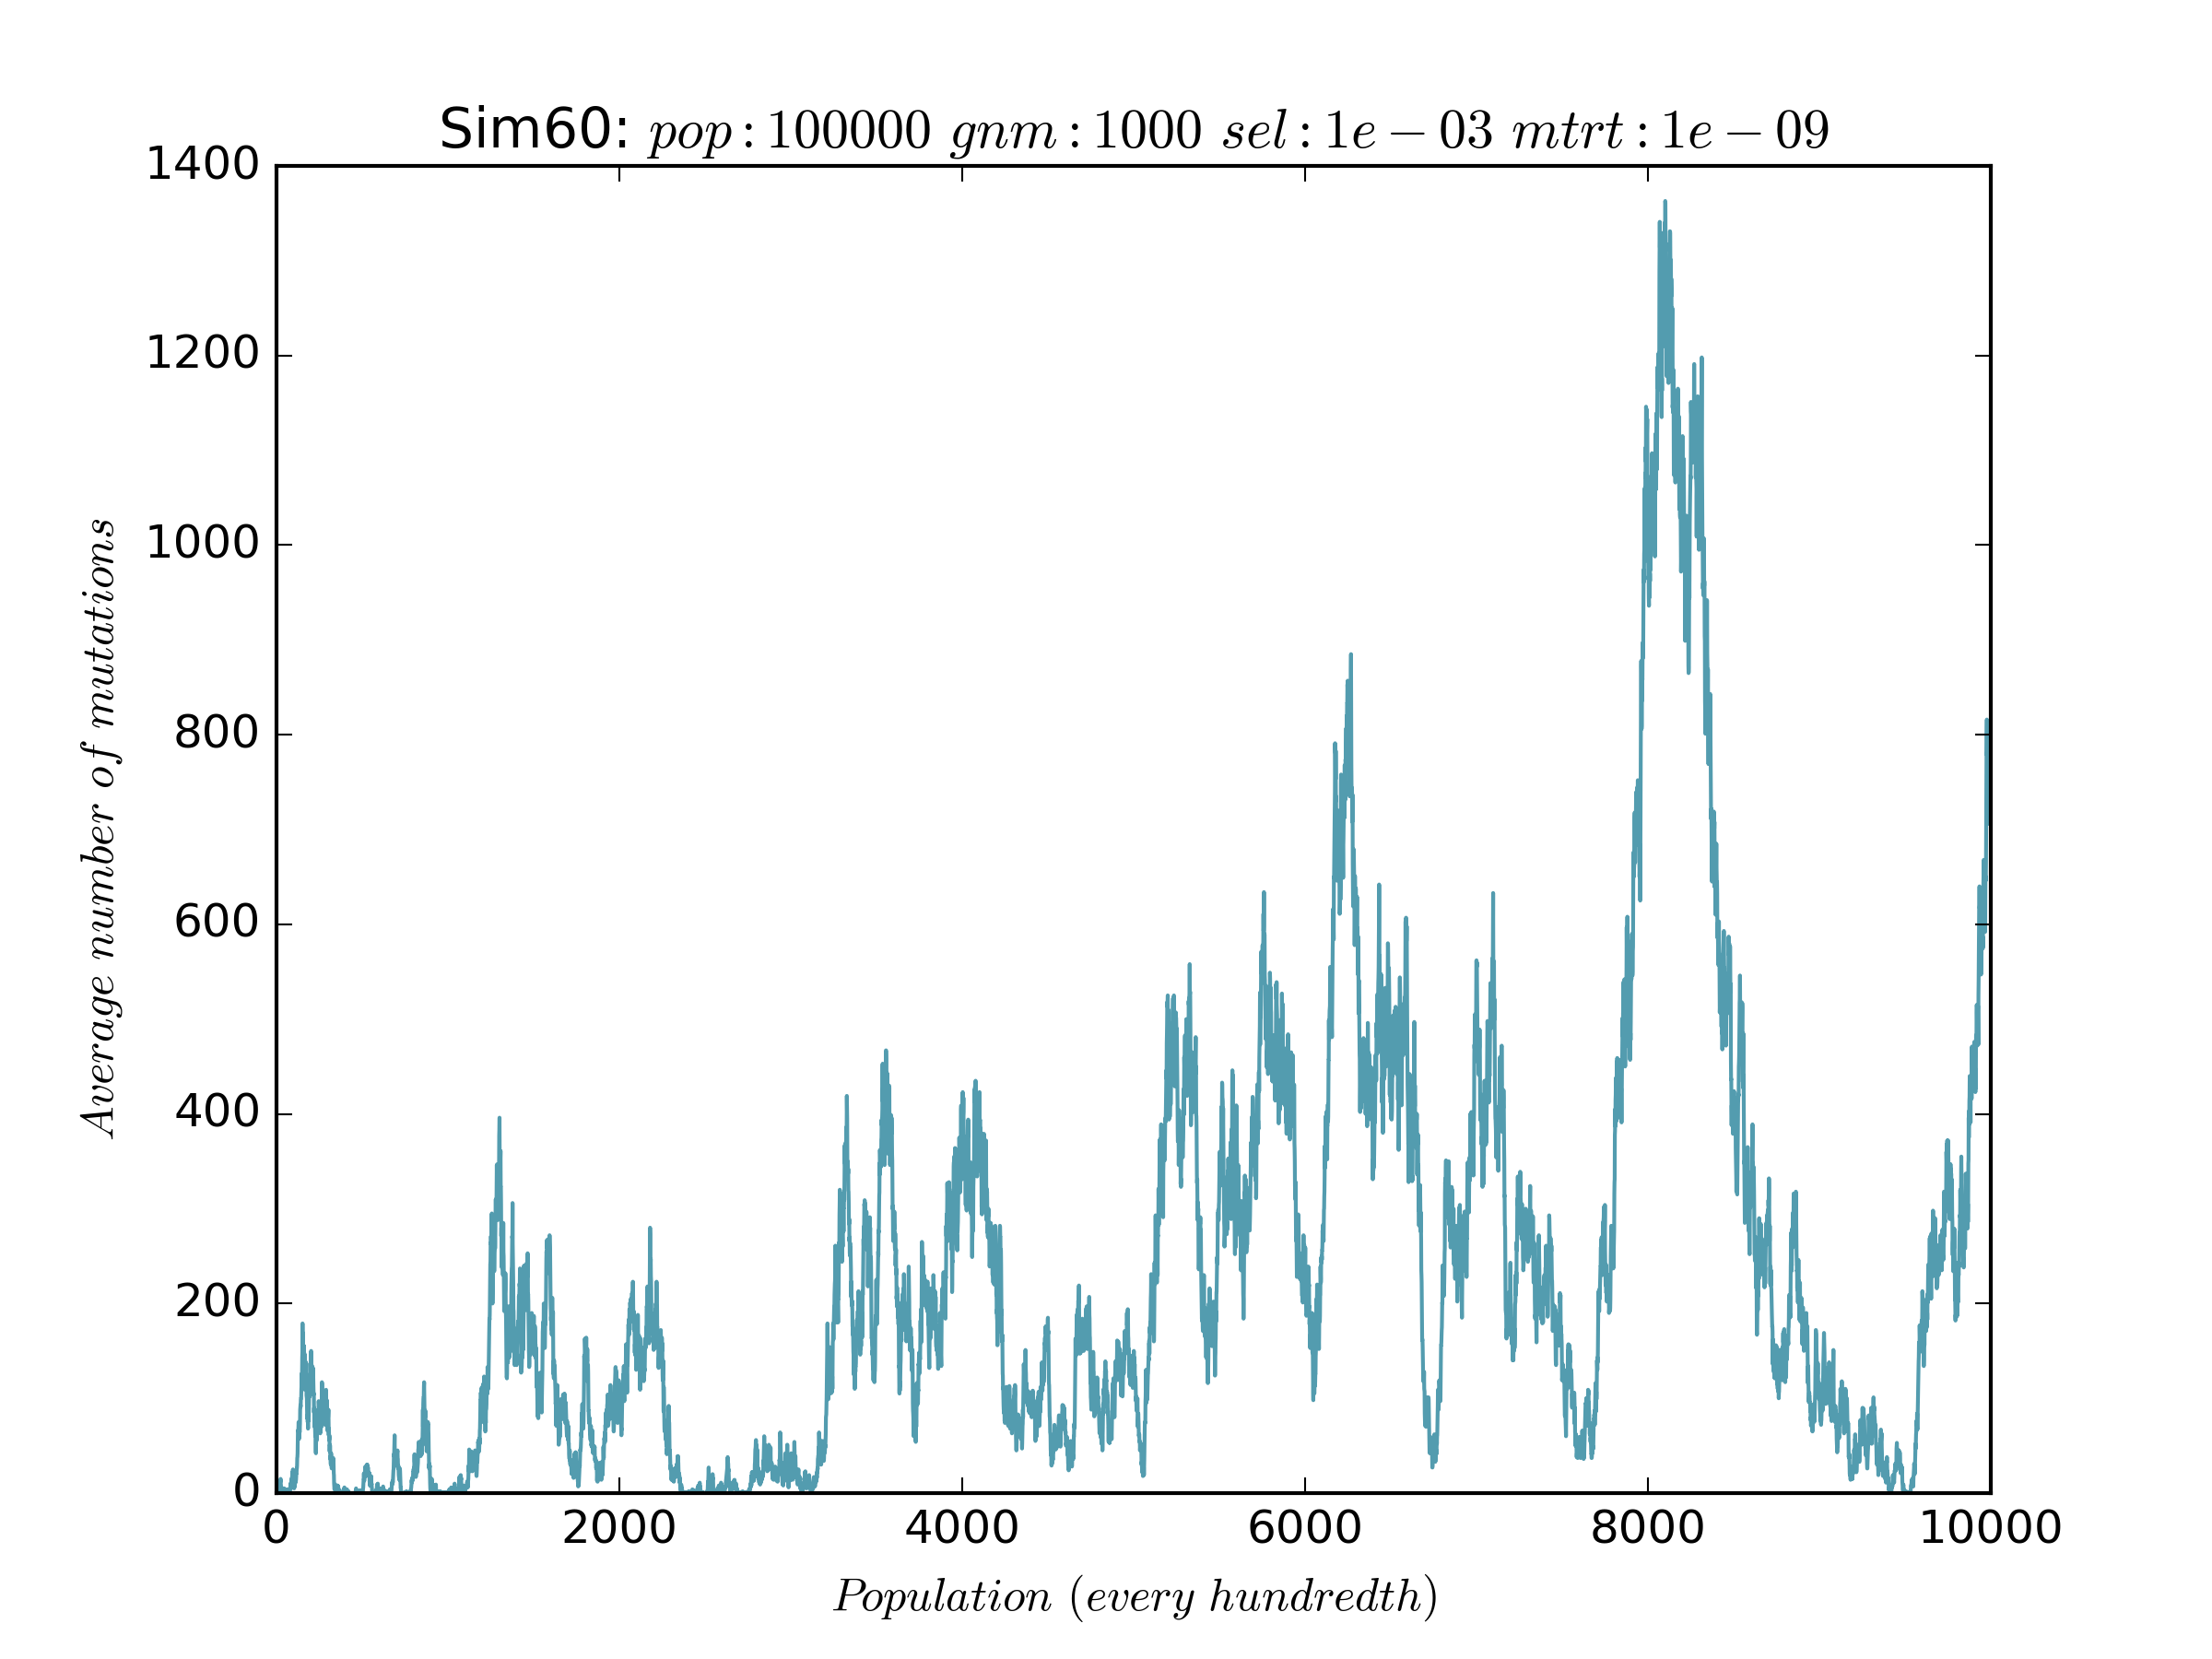 Sim60: pop : 100000 gnm : 1000 sel : 1e − 03 mtrt : 1e − 09
1400
1200
1000
800
600
400
200
0
Average number of mutations
0 2000 4000 6000 8000 10000
Population (every hundredth)